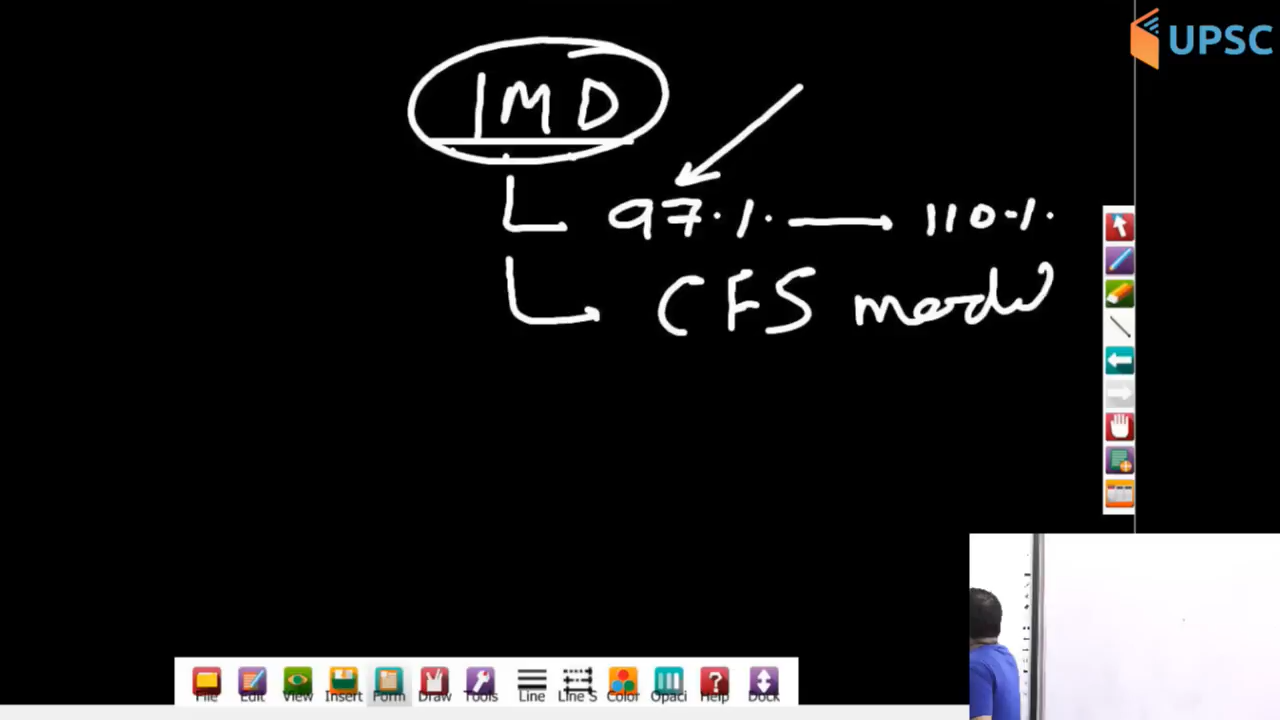 UPSC
IMD
97% → 110%
CFS model
File Edit View Insert Form Draw Tools Line Line S Color Opaci Help Dock